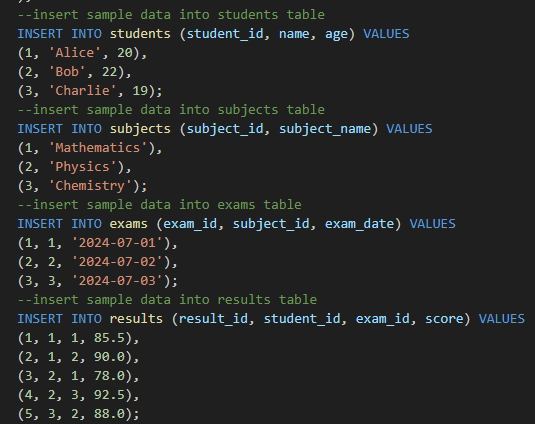 --insert sample data into students table
INSERT INTO students (student_id, name, age) VALUES
(1, 'Alice', 20),
(2, 'Bob', 22),
(3, 'Charlie', 19);
--insert sample data into subjects table
INSERT INTO subjects (subject_id, subject_name) VALUES
(1, 'Mathematics'),
(2, 'Physics'),
(3, 'Chemistry');
--insert sample data into exams table
INSERT INTO exams (exam_id, subject_id, exam_date) VALUES
(1, 1, '2024-07-01'),
(2, 2, '2024-07-02'),
(3, 3, '2024-07-03');
--insert sample data into results table
INSERT INTO results (result_id, student_id, exam_id, score) VALUES
(1, 1, 1, 85.5),
(2, 1, 2, 90.0),
(3, 2, 1, 78.0),
(4, 2, 3, 92.5),
(5, 3, 2, 88.0);